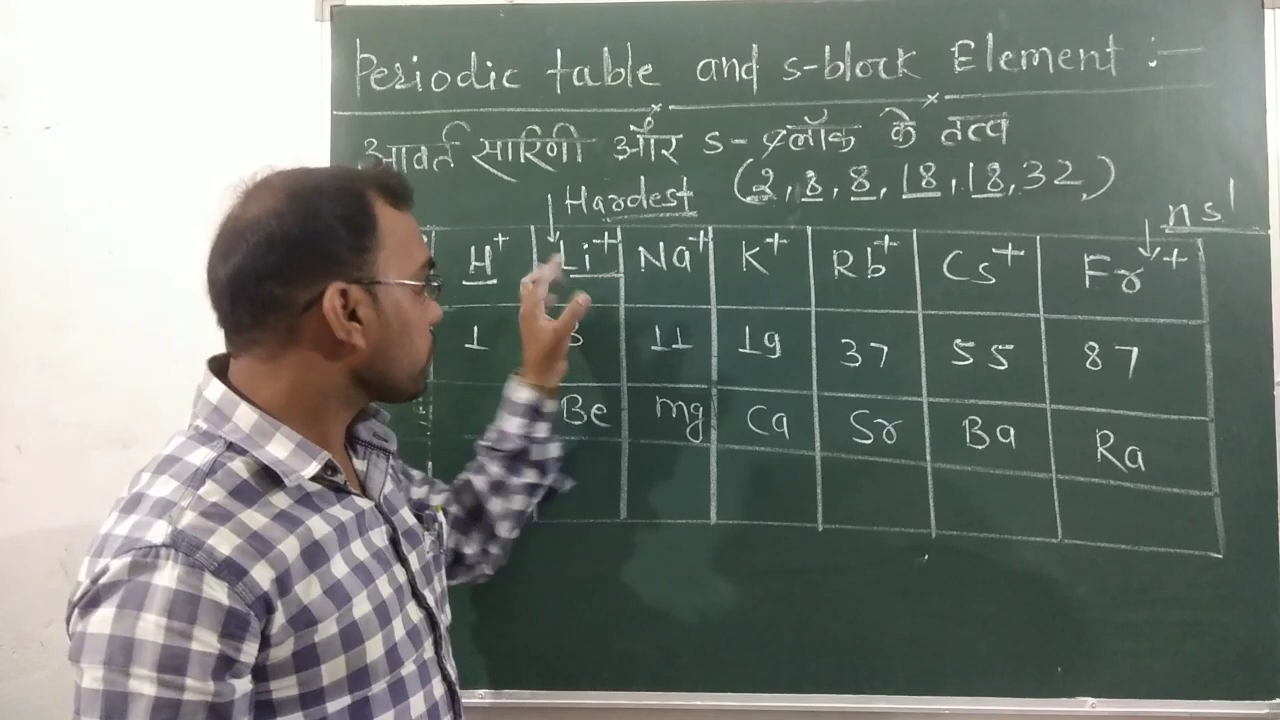 Periodic table and s-block Element :-
आवर्त सारिणी और s-ब्लॉक के तत्व
(2, 8, 8, 18, 18, 32)
Hardest ns¹
H⁺ Li⁺ Na⁺ K⁺ Rb⁺ Cs⁺ Fr⁺
1 3 11 19 37 55 87
Be mg Ca Sr Ba Ra